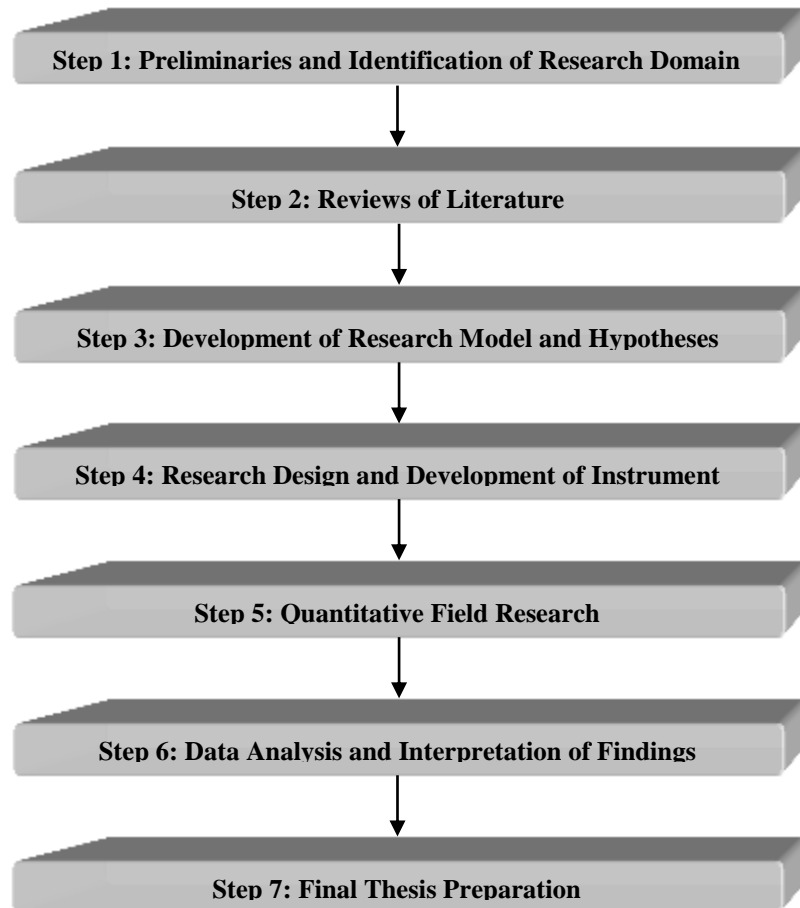 Step 1: Preliminaries and Identification of Research Domain
Step 2: Reviews of Literature
Step 3: Development of Research Model and Hypotheses
Step 4: Research Design and Development of Instrument
Step 5: Quantitative Field Research
Step 6: Data Analysis and Interpretation of Findings
Step 7: Final Thesis Preparation